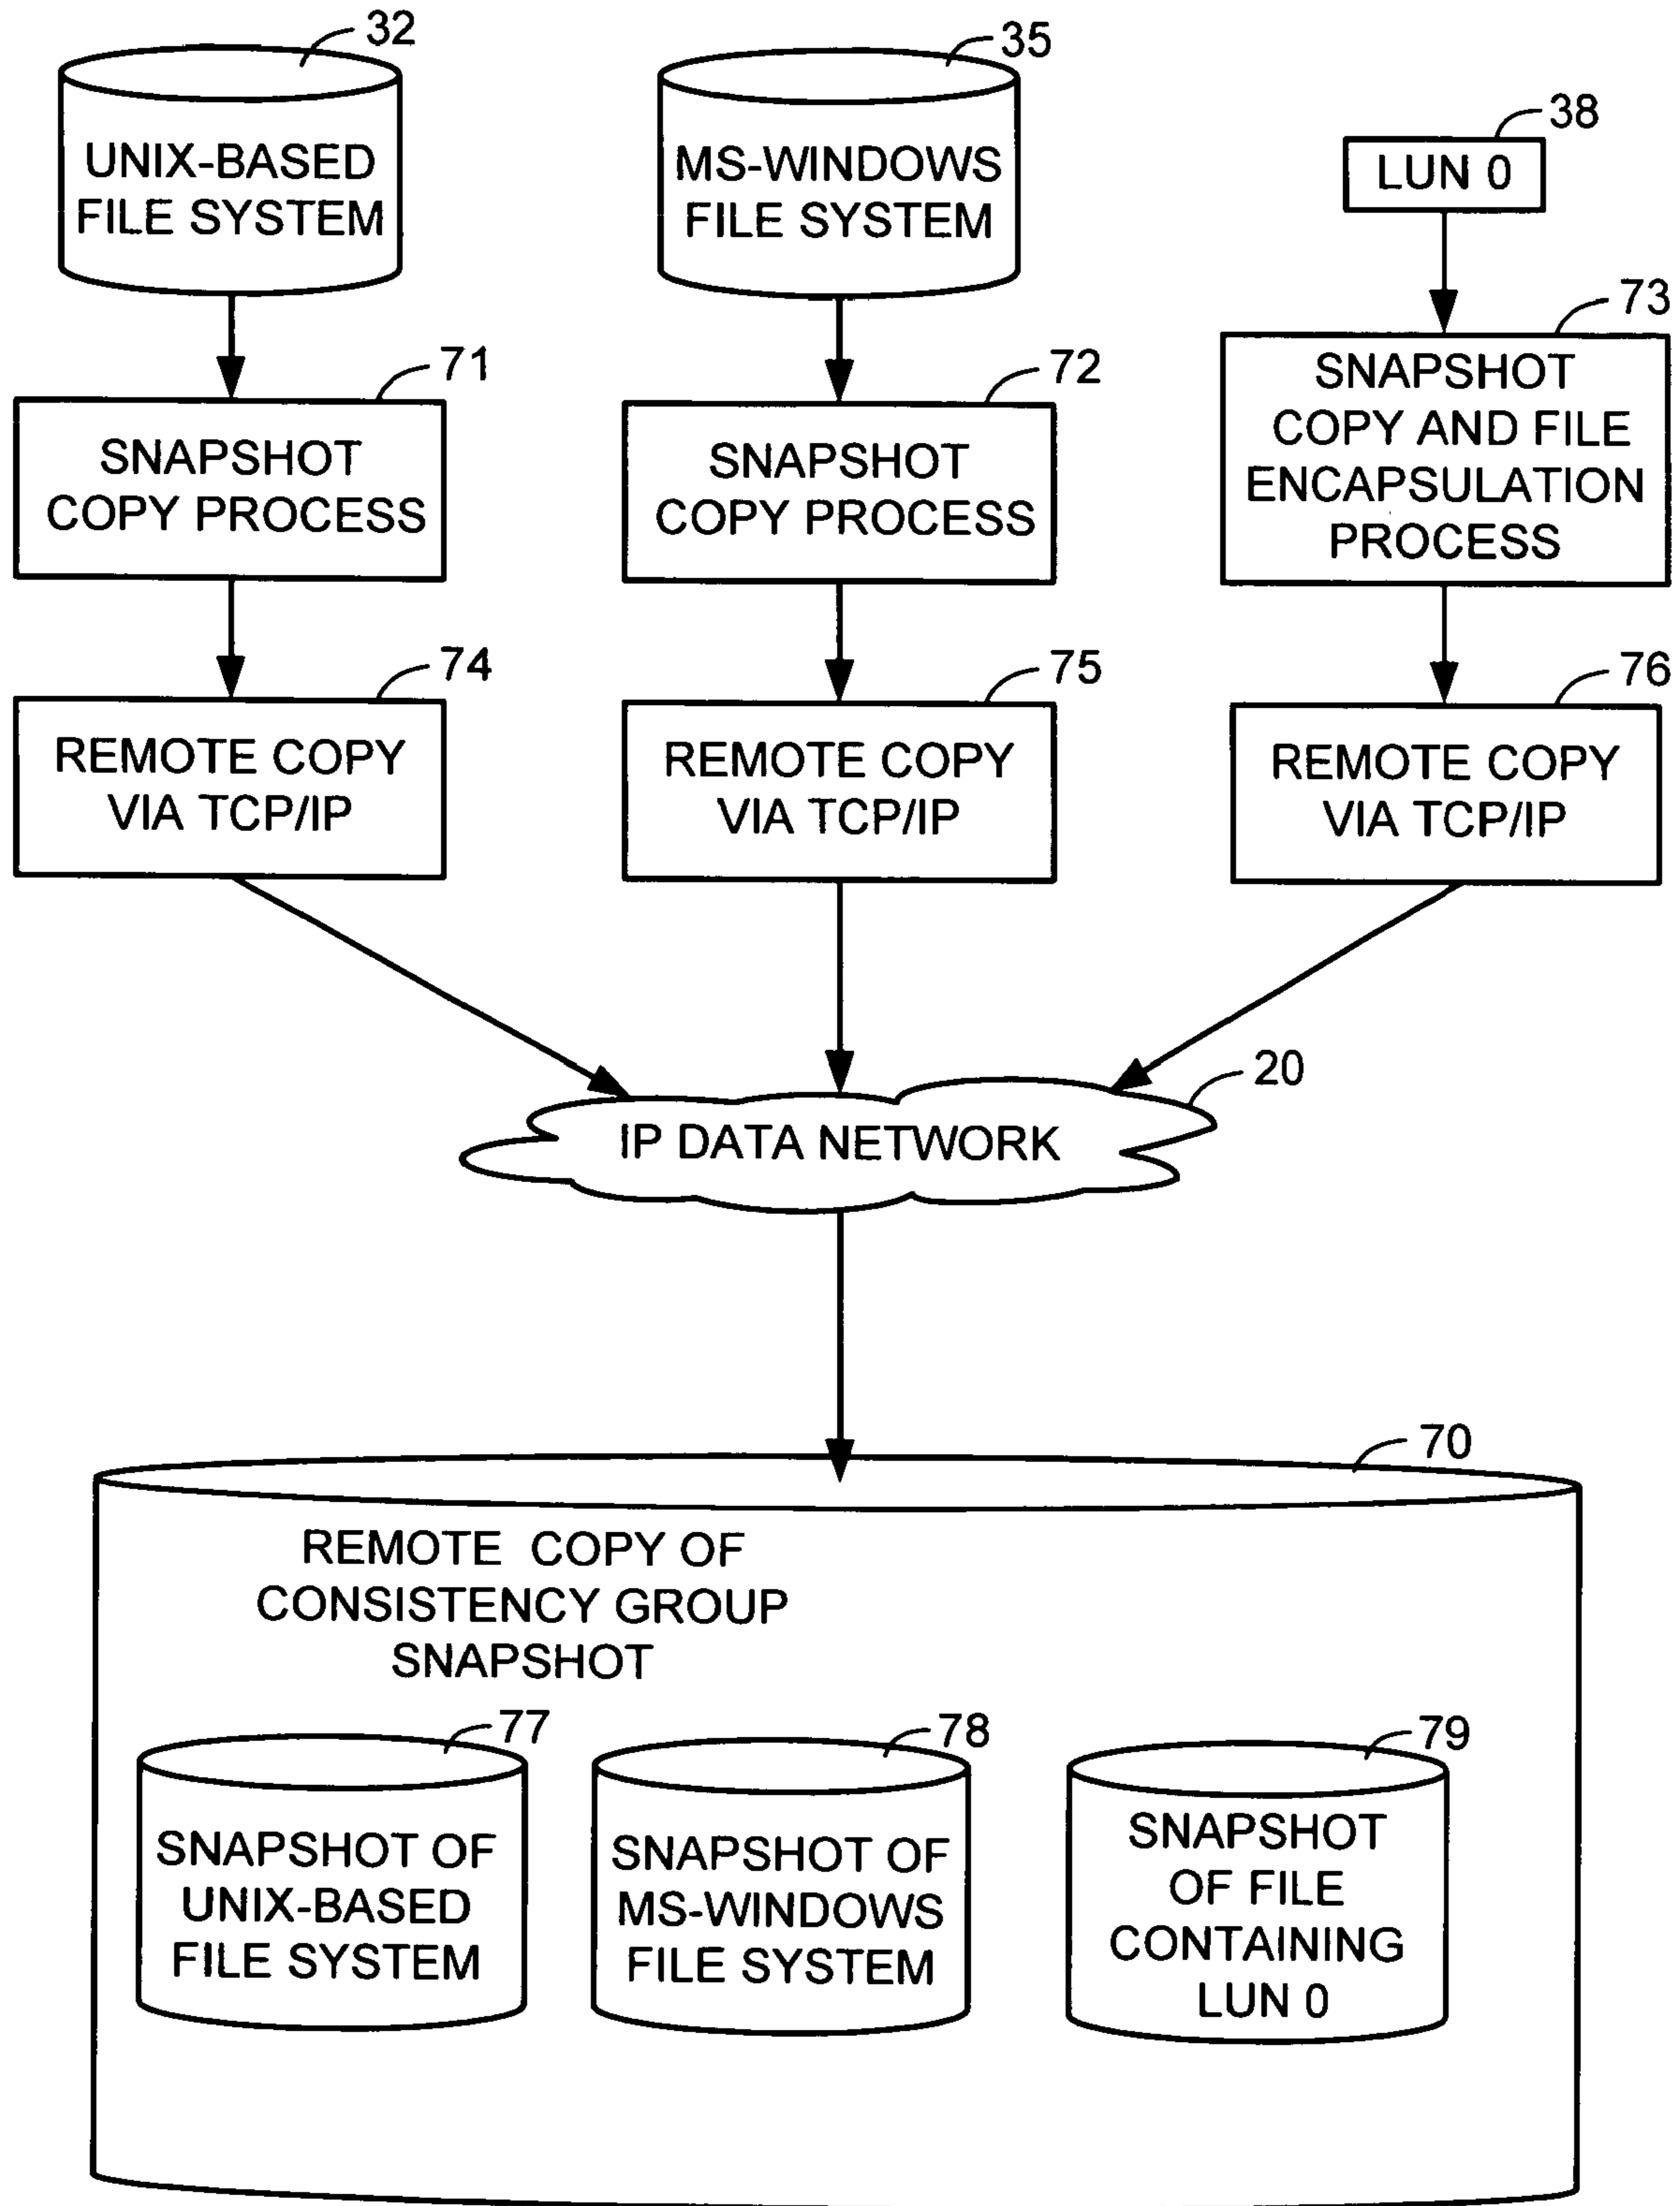 32
35
38
UNIX-BASED
FILE SYSTEM
MS-WINDOWS
FILE SYSTEM
LUN 0
71
72
73
SNAPSHOT
COPY PROCESS
SNAPSHOT
COPY PROCESS
SNAPSHOT
COPY AND FILE
ENCAPSULATION
PROCESS
74
75
76
REMOTE COPY
VIA TCP/IP
REMOTE COPY
VIA TCP/IP
REMOTE COPY
VIA TCP/IP
20
IP DATA NETWORK
70
REMOTE COPY OF
CONSISTENCY GROUP
SNAPSHOT
77
78
79
SNAPSHOT OF
UNIX-BASED
FILE SYSTEM
SNAPSHOT OF
MS-WINDOWS
FILE SYSTEM
SNAPSHOT
OF FILE
CONTAINING
LUN 0